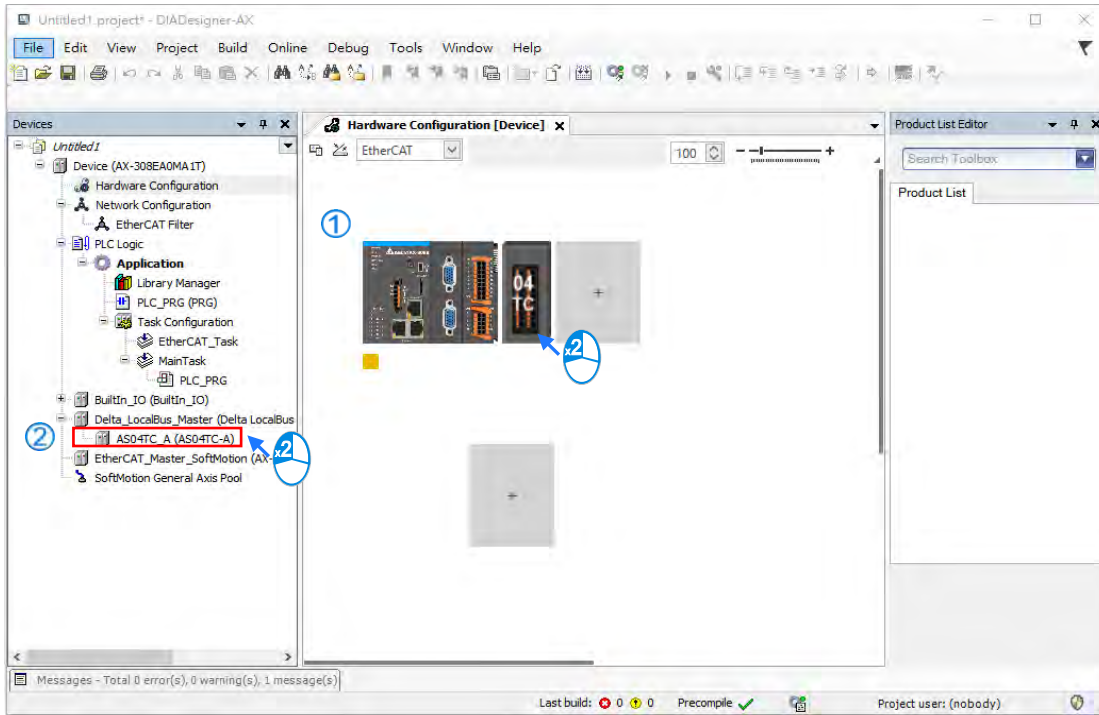 Untitled1.project* - DIADesigner-AX
File Edit View Project Build Online Debug Tools Window Help
Devices
Hardware Configuration [Device]
Product List Editor
Untitled1
EtherCAT
100
Search Toolbox
Device (AX-308EA0MA1T)
Hardware Configuration
Product List
Network Configuration
EtherCAT Filter
①
PLC Logic
Application
Library Manager
04
TC
PLC_PRG (PRG)
Task Configuration
EtherCAT_Task
x2
MainTask
PLC_PRG
BuiltIn_IO (BuiltIn_IO)
Delta_LocalBus_Master (Delta LocalBus
②
AS04TC_A (AS04TC-A)
x2
EtherCAT_Master_SoftMotion (AX-
SoftMotion General Axis Pool
Messages - Total 0 error(s), 0 warning(s), 1 message(s)
Last build: 0 0 Precompile Project user: (nobody)